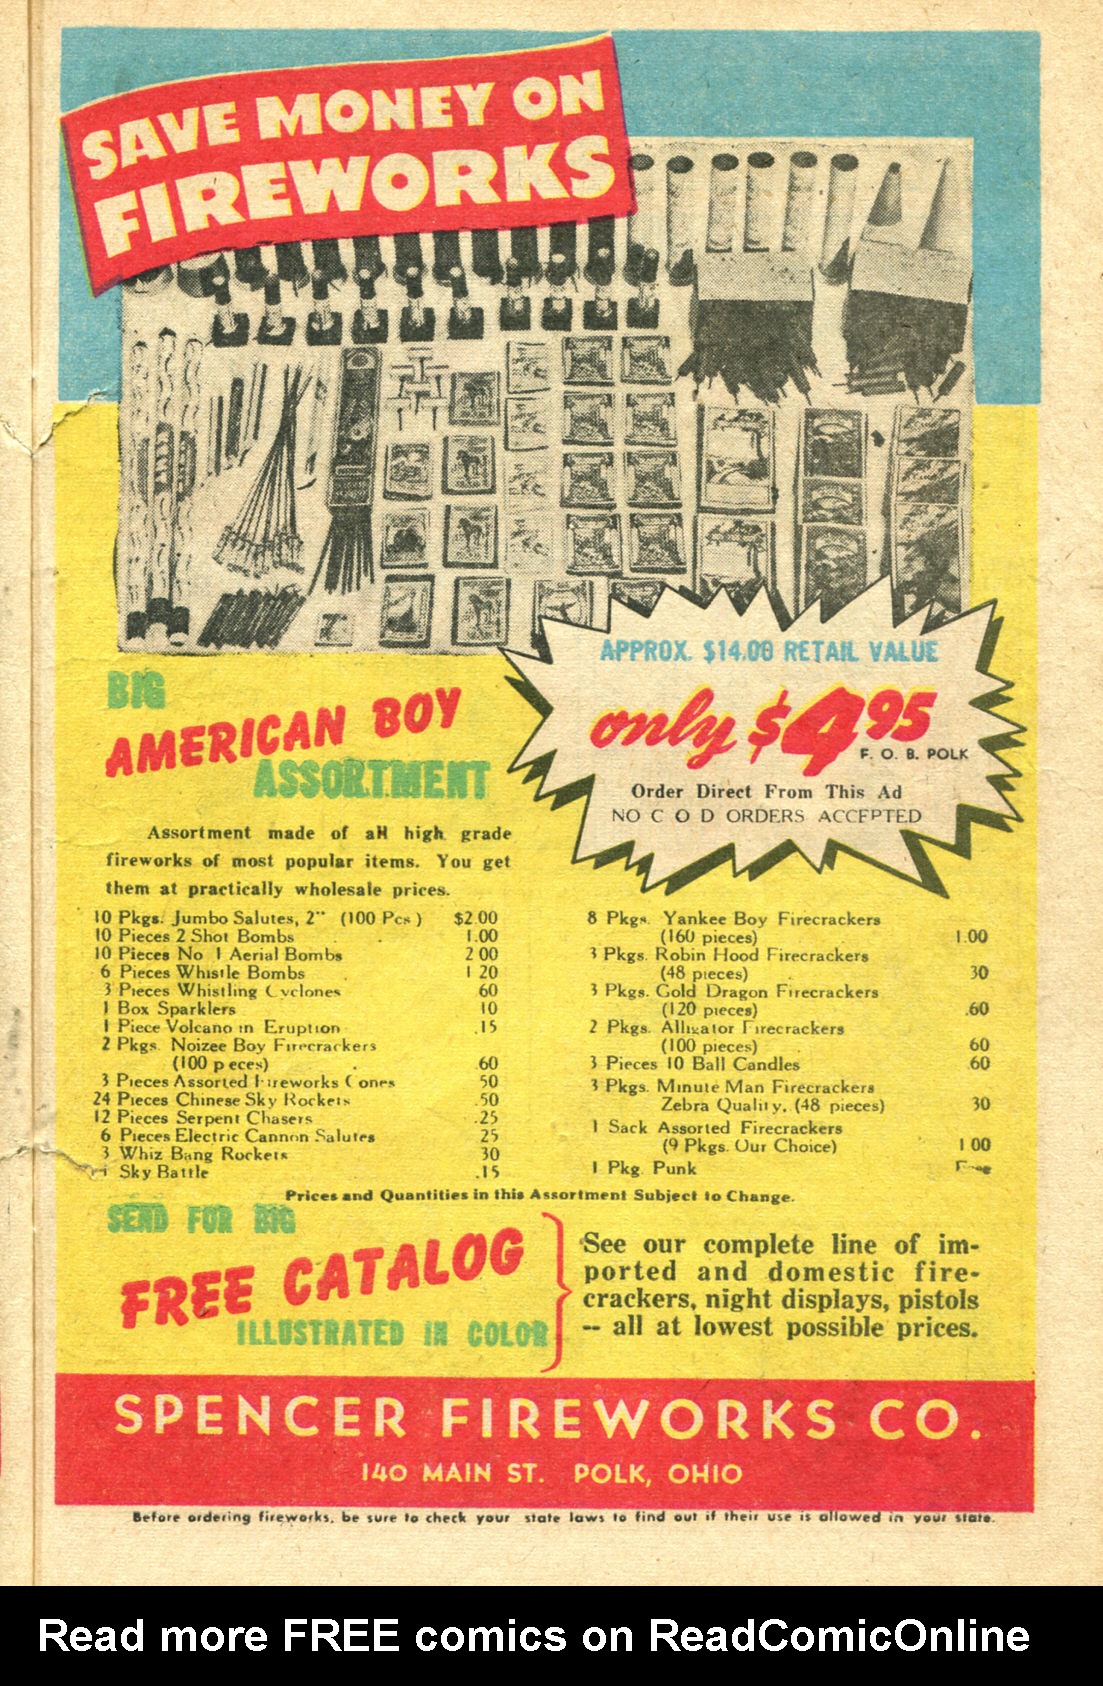 SAVE MONEY ON
FIREWORKS
APPROX. $14.00 RETAIL VALUE
only $4.95
F. O. B. POLK
Order Direct From This Ad
NO C O D ORDERS ACCEPTED
BIG
AMERICAN BOY
ASSORTMENT
Assortment made of all high grade
fireworks of most popular items. You get
them at practically wholesale prices.
10 Pkgs. Jumbo Salutes, 2" (100 Pcs.) $2.00
10 Pieces 2 Shot Bombs 1.00
10 Pieces No 1 Aerial Bombs 2 00
6 Pieces Whistle Bombs 1 20
3 Pieces Whistling Cyclones 60
1 Box Sparklers 10
1 Piece Volcano in Eruption .15
2 Pkgs. Noizee Boy Firecrackers
(100 pieces) .60
3 Pieces Assorted Fireworks Cones 50
24 Pieces Chinese Sky Rockets .50
12 Pieces Serpent Chasers .25
6 Pieces Electric Cannon Salutes 25
3 Whiz Bang Rockets 30
1 Sky Battle .15
8 Pkgs. Yankee Boy Firecrackers
(160 pieces) 1.00
3 Pkgs. Robin Hood Firecrackers
(48 pieces) 30
3 Pkgs. Gold Dragon Firecrackers
(120 pieces) .60
2 Pkgs. Alligator Firecrackers
(100 pieces) 60
3 Pieces 10 Ball Candles .60
3 Pkgs. Minute Man Firecrackers
Zebra Quality, (48 pieces) 30
1 Sack Assorted Firecrackers
(9 Pkgs. Our Choice) 1 00
1 Pkg. Punk Free
Prices and Quantities in this Assortment Subject to Change.
SEND FOR BIG
FREE CATALOG
ILLUSTRATED IN COLOR
See our complete line of im-
ported and domestic fire-
crackers, night displays, pistols
-- all at lowest possible prices.
SPENCER FIREWORKS CO.
140 MAIN ST. POLK, OHIO
Before ordering fireworks, be sure to check your state laws to find out if their use is allowed in your state.
Read more FREE comics on ReadComicOnline